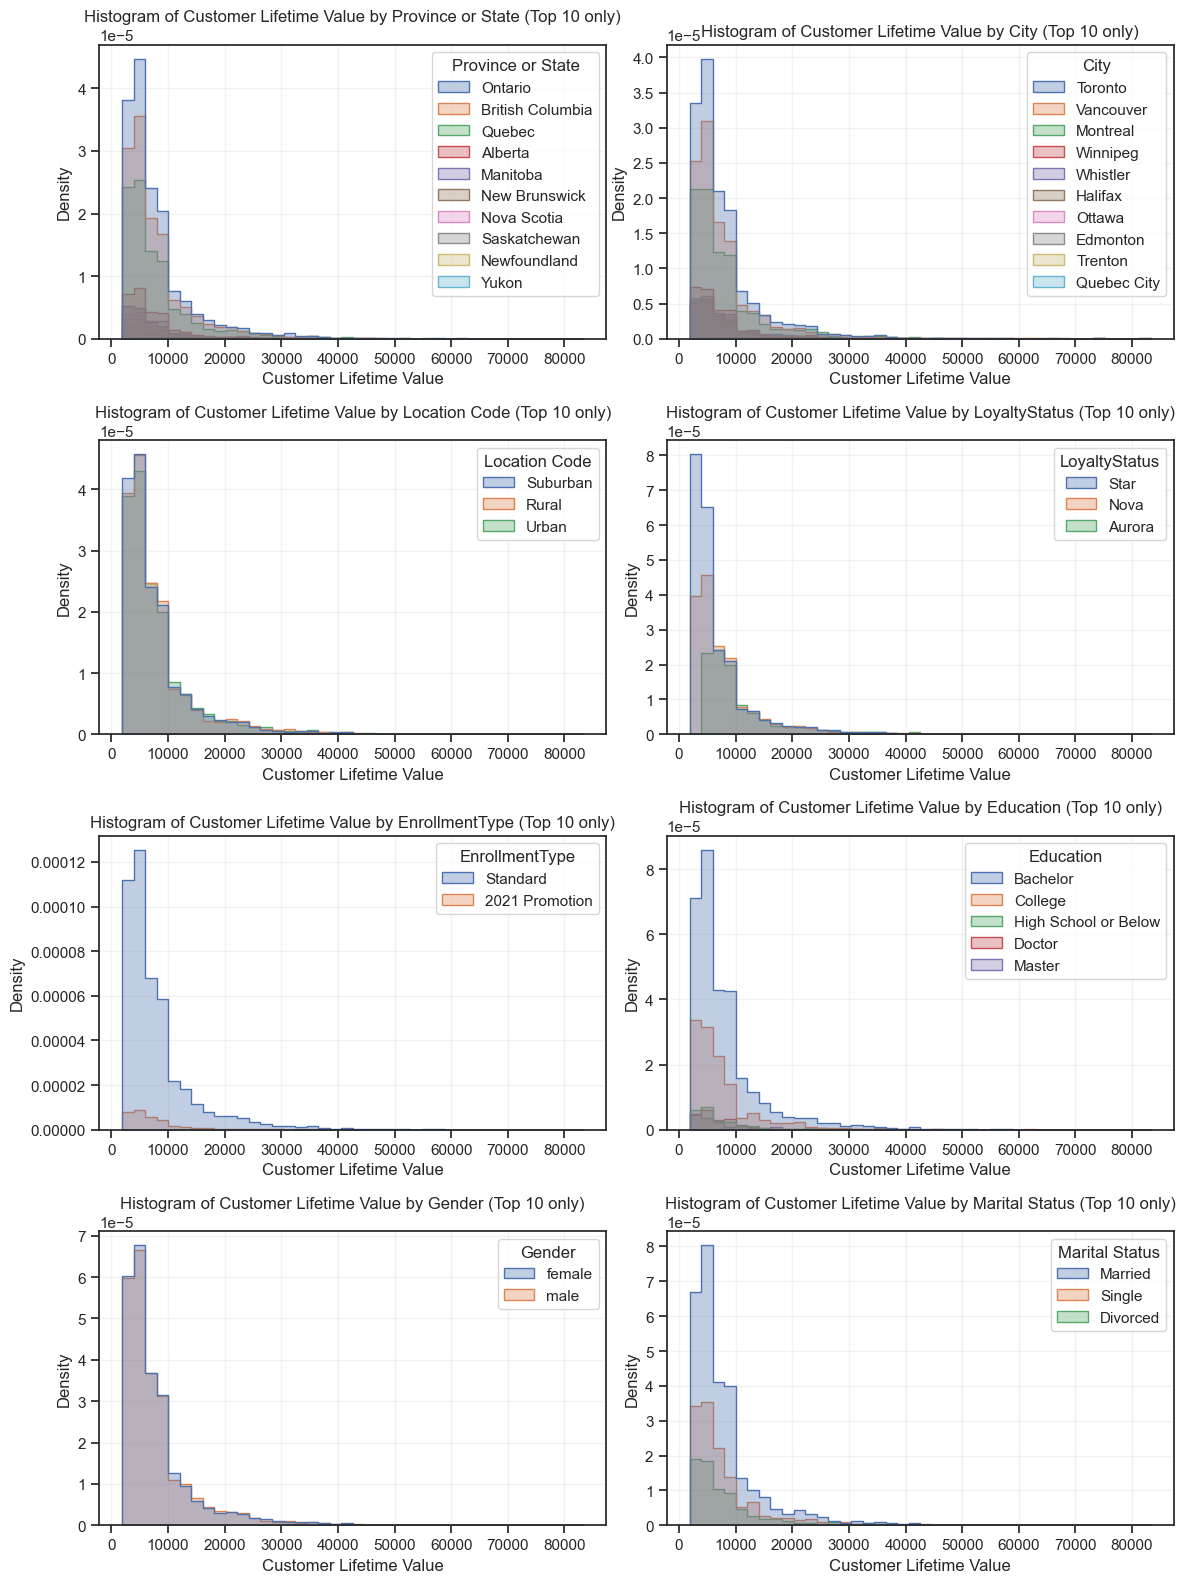 Histogram of Customer Lifetime Value by Province or State (Top 10 only)
1e−5
Province or State
Ontario
British Columbia
Quebec
Alberta
Manitoba
New Brunswick
Nova Scotia
Saskatchewan
Newfoundland
Yukon
Density
4
3
2
1
0
0 10000 20000 30000 40000 50000 60000 70000 80000
Customer Lifetime Value
Histogram of Customer Lifetime Value by City (Top 10 only)
1e−5
City
Toronto
Vancouver
Montreal
Winnipeg
Whistler
Halifax
Ottawa
Edmonton
Trenton
Quebec City
Density
4.0
3.5
3.0
2.5
2.0
1.5
1.0
0.5
0.0
0 10000 20000 30000 40000 50000 60000 70000 80000
Customer Lifetime Value
Histogram of Customer Lifetime Value by Location Code (Top 10 only)
1e−5
Location Code
Suburban
Rural
Urban
Density
4
3
2
1
0
0 10000 20000 30000 40000 50000 60000 70000 80000
Customer Lifetime Value
Histogram of Customer Lifetime Value by LoyaltyStatus (Top 10 only)
1e−5
LoyaltyStatus
Star
Nova
Aurora
Density
8
7
6
5
4
3
2
1
0
0 10000 20000 30000 40000 50000 60000 70000 80000
Customer Lifetime Value
Histogram of Customer Lifetime Value by EnrollmentType (Top 10 only)
EnrollmentType
Standard
2021 Promotion
Density
0.00012
0.00010
0.00008
0.00006
0.00004
0.00002
0.00000
0 10000 20000 30000 40000 50000 60000 70000 80000
Customer Lifetime Value
Histogram of Customer Lifetime Value by Education (Top 10 only)
1e−5
Education
Bachelor
College
High School or Below
Doctor
Master
Density
8
6
4
2
0
0 10000 20000 30000 40000 50000 60000 70000 80000
Customer Lifetime Value
Histogram of Customer Lifetime Value by Gender (Top 10 only)
1e−5
Gender
female
male
Density
7
6
5
4
3
2
1
0
0 10000 20000 30000 40000 50000 60000 70000 80000
Customer Lifetime Value
Histogram of Customer Lifetime Value by Marital Status (Top 10 only)
1e−5
Marital Status
Married
Single
Divorced
Density
8
7
6
5
4
3
2
1
0
0 10000 20000 30000 40000 50000 60000 70000 80000
Customer Lifetime Value